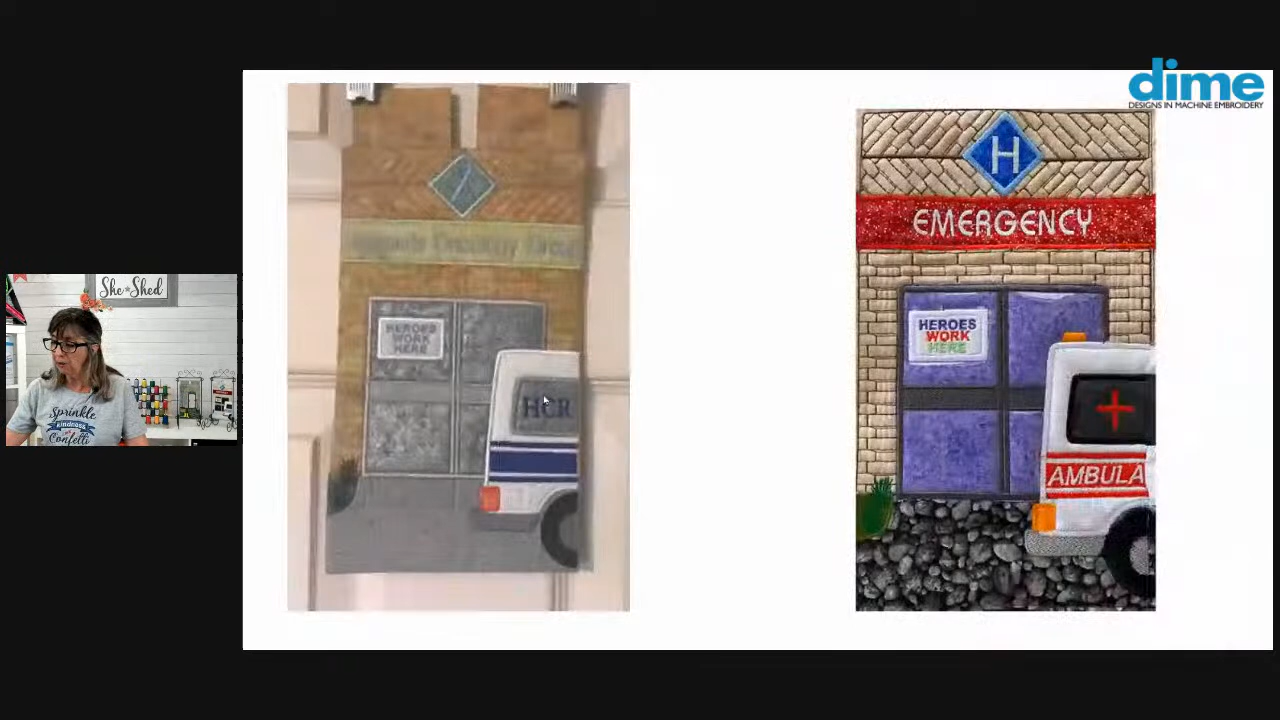 dime
DESIGNS IN MACHINE EMBROIDERY
HEROES
WORK
HERE
HCR
H
EMERGENCY
HEROES
WORK
HERE
AMBULA
She Shed
Sprinkle
kindness
like
Confetti